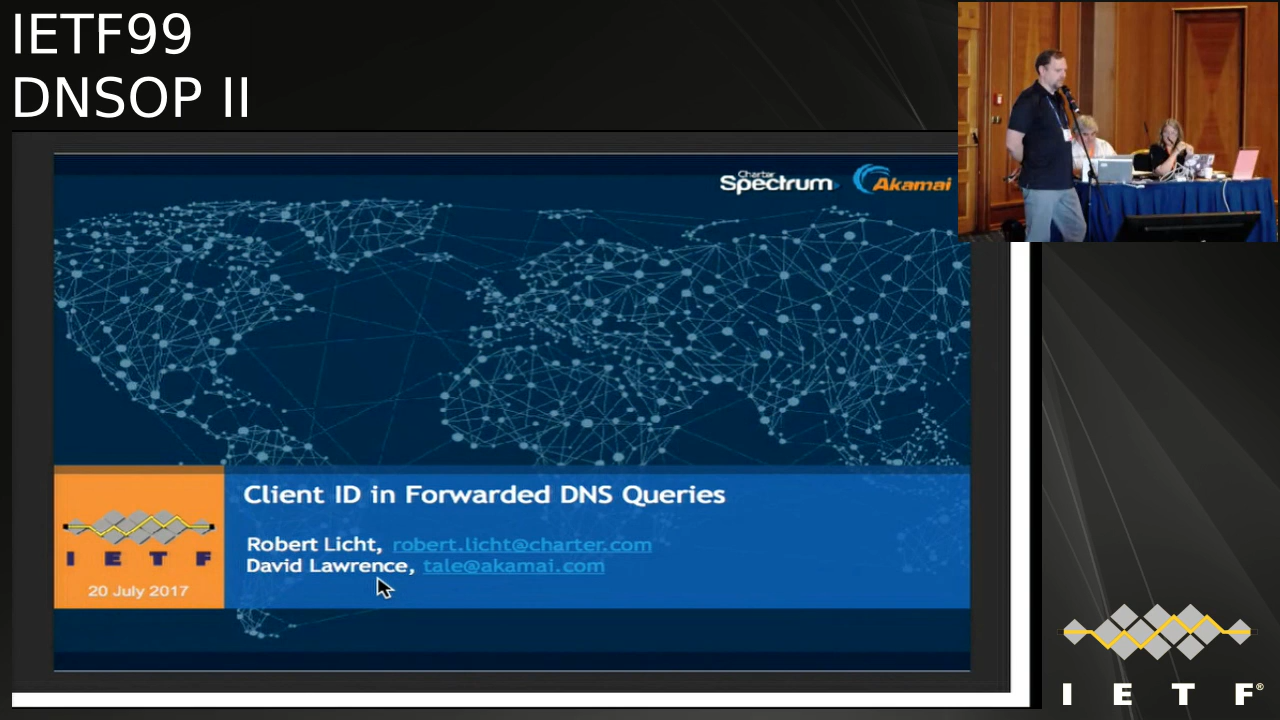 IETF99
DNSOP II
Charter
Spectrum
Akamai
Client ID in Forwarded DNS Queries
Robert Licht, robert.licht@charter.com
David Lawrence, tale@akamai.com
I E T F
20 July 2017
I E T F®